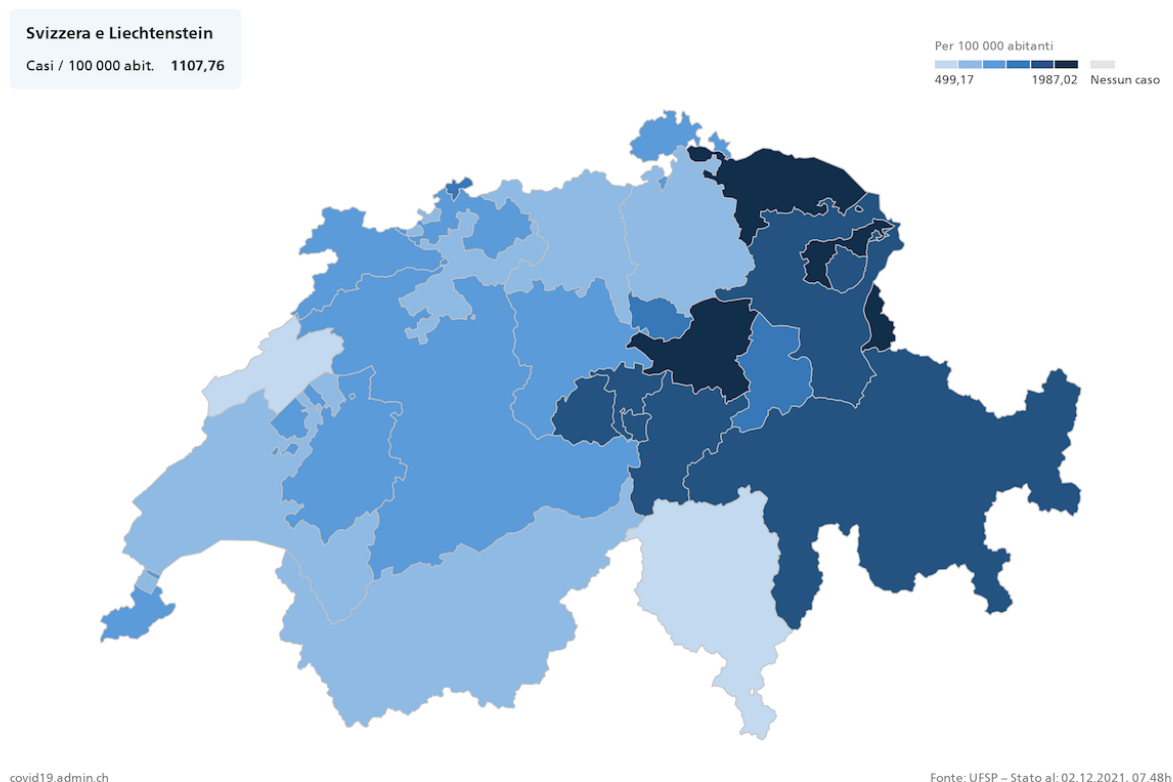 Svizzera e Liechtenstein
Casi / 100 000 abit. 1107,76
Per 100 000 abitanti
499,17 1987,02 Nessun caso
covid19.admin.ch
Fonte: UFSP – Stato al: 02.12.2021, 07.48h